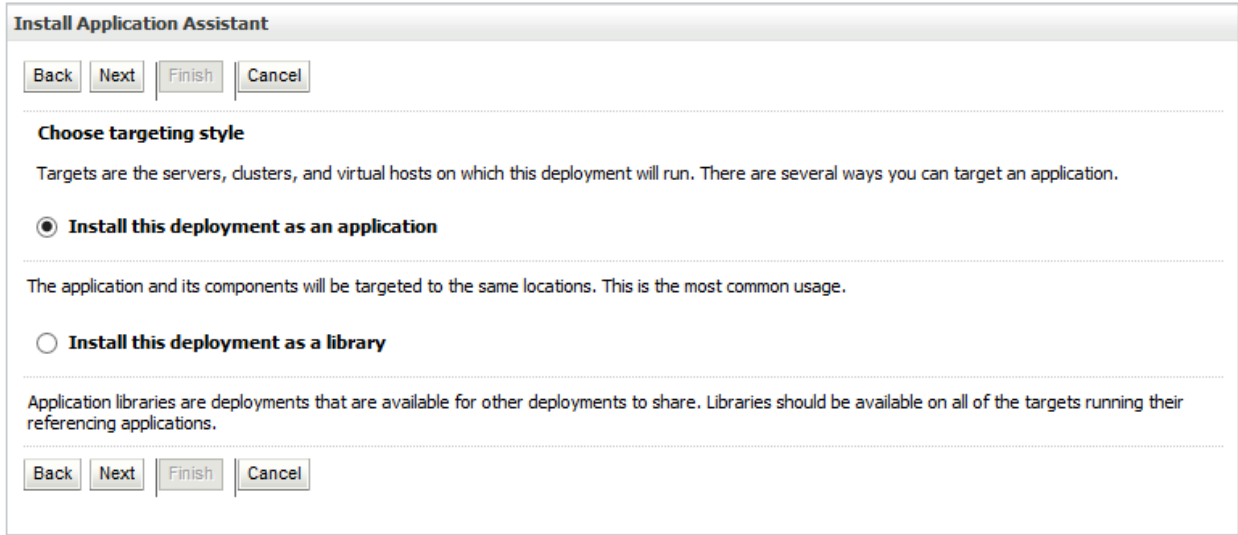 Install Application Assistant
Back Next Finish Cancel
Choose targeting style
Targets are the servers, clusters, and virtual hosts on which this deployment will run. There are several ways you can target an application.
Install this deployment as an application
The application and its components will be targeted to the same locations. This is the most common usage.
Install this deployment as a library
Application libraries are deployments that are available for other deployments to share. Libraries should be available on all of the targets running their
referencing applications.
Back Next Finish Cancel